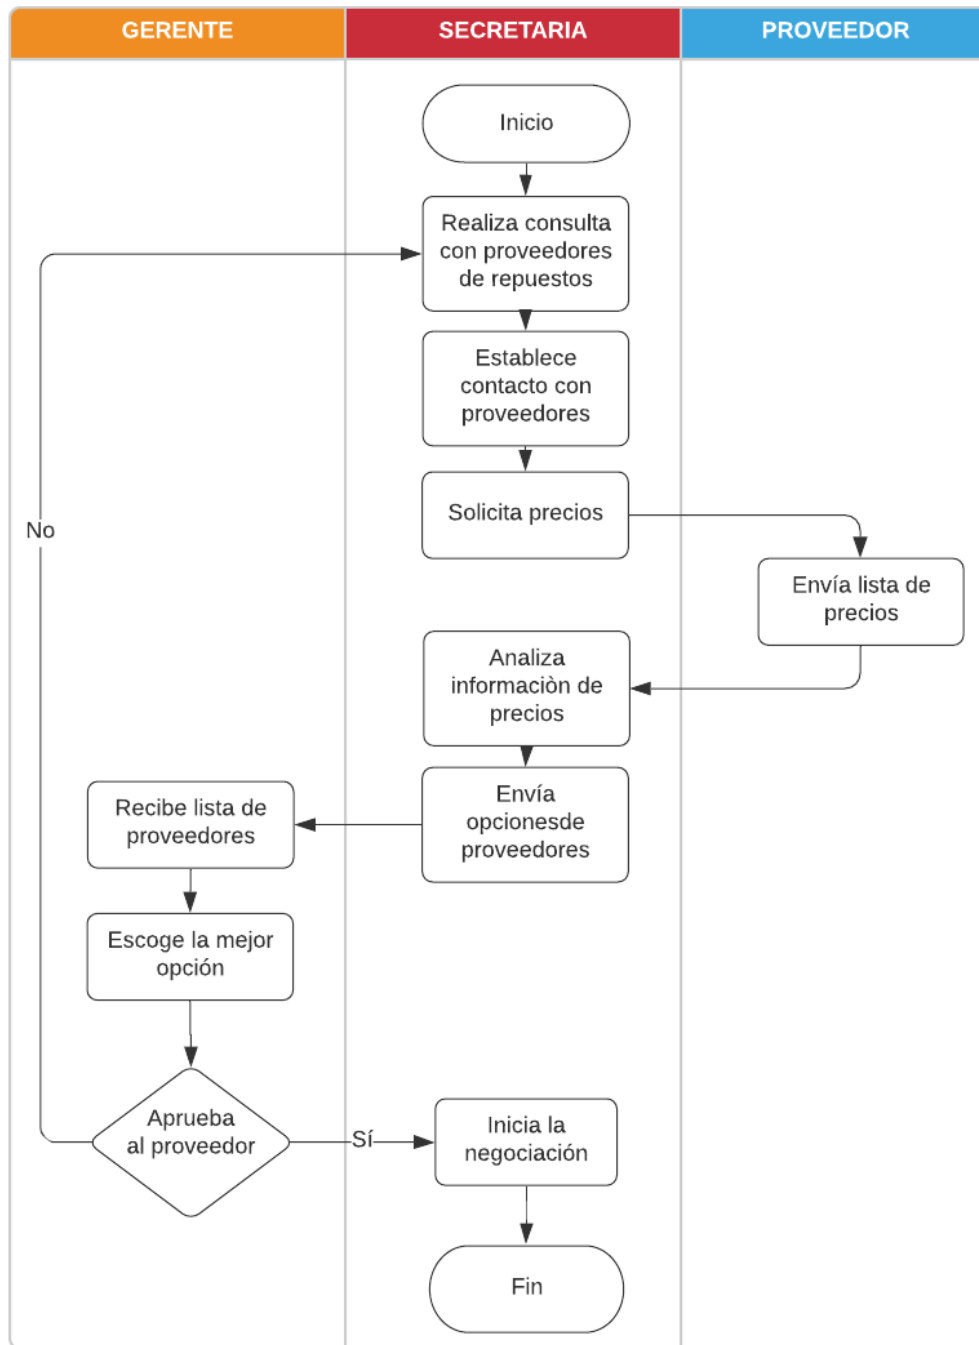 GERENTE
SECRETARIA
PROVEEDOR
Inicio
Realiza consulta
con proveedores
de repuestos
Establece
contacto con
proveedores
Solicita precios
No
Envía lista de
precios
Analiza
informaciòn de
precios
Envía
opcionesde
proveedores
Recibe lista de
proveedores
Escoge la mejor
opción
Aprueba
al proveedor
Sí
Inicia la
negociación
Fin